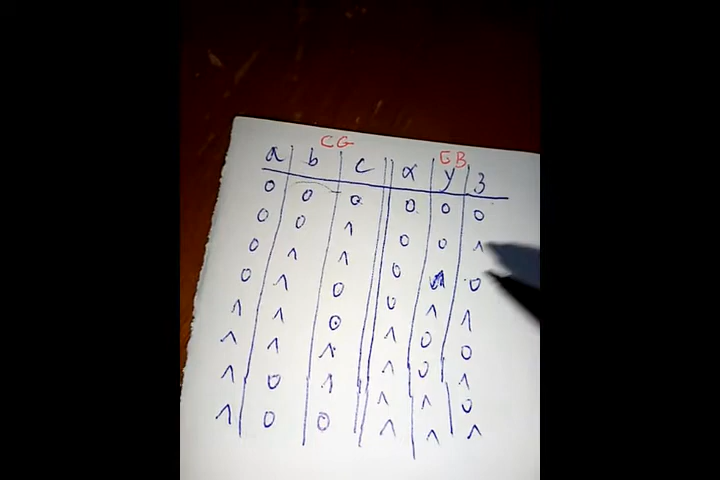 CG EB
a b c x y 3
0 0 0 0 0 0
0 0 1 0 0 1
0 1 1 0 1 0
0 1 0 0 1 1
1 1 0 1 0 0
1 1 1 1 0 1
1 0 1 1 1 0
1 0 0 1 1 1